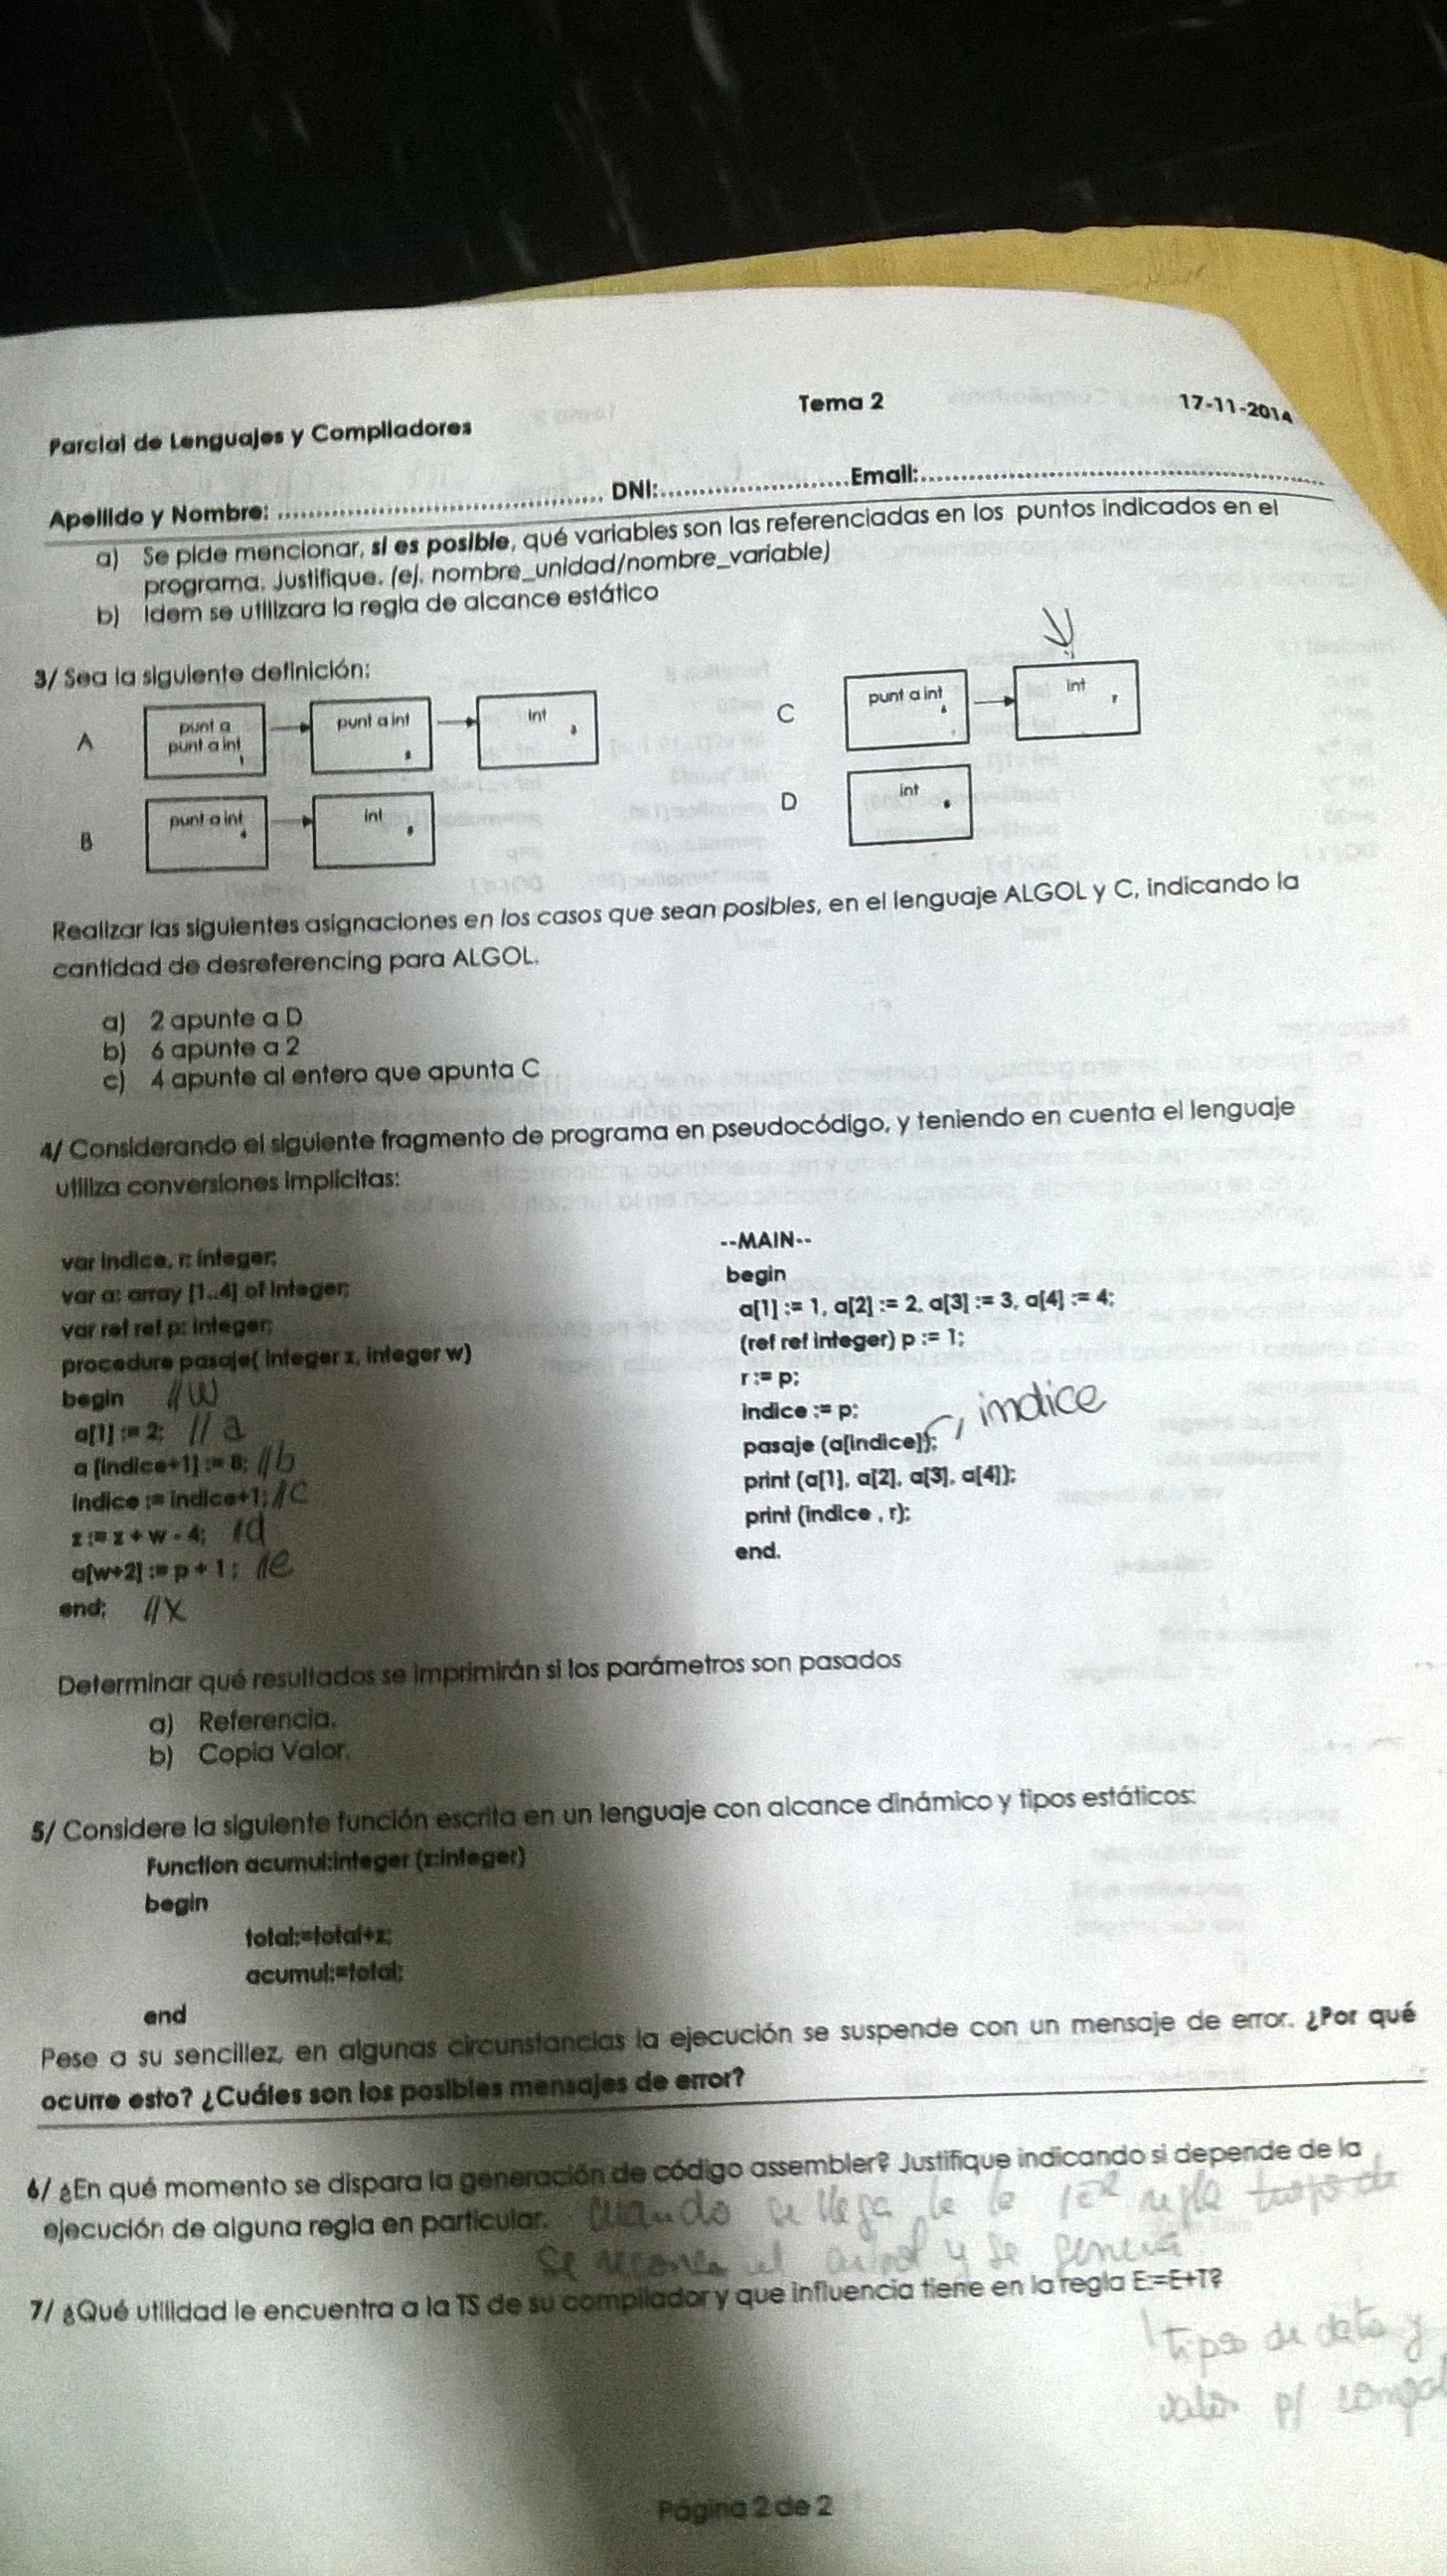 Tema 2
17-11-2014
Parcial de Lenguajes y Compiladores
Apellido y Nombre: ........................ DNI:........................Email:........................
a) Se pide mencionar, si es posible, qué variables son las referenciadas en los puntos indicados en el
programa. Justifique. (ej. nombre_unidad/nombre_variable)
b) Idem se utilizara la regla de alcance estático
3/ Sea la siguiente definición:
A
punt a
punt a int
1
punt a int
2
int
3
C
punt a int
int
7
B
punt a int
4
int
D
int
Realizar las siguientes asignaciones en los casos que sean posibles, en el lenguaje ALGOL y C, indicando la
cantidad de desreferencing para ALGOL.
a) 2 apunte a D
b) 6 apunte a 2
c) 4 apunte al entero que apunta C
4/ Considerando el siguiente fragmento de programa en pseudocódigo, y teniendo en cuenta el lenguaje
utiliza conversiones implícitas:
var indice, r: integer;
var a: array [1..4] of integer;
var ref ref p: integer;
procedure pasaje( integer z, integer w)
begin //w
a[1] := 2; //a
a [indice+1] := 8; //b
indice := indice+1; //c
z := z + w - 4; //d
a[w+2] := p + 1 ; //e
end; //x
--MAIN--
begin
a[1] := 1, a[2] := 2, a[3] := 3, a[4] := 4;
(ref ref integer) p := 1;
r := p;
indice := p;
pasaje (a[indice]); , indice
print (a[1], a[2], a[3], a[4]);
print (indice , r);
end.
Determinar qué resultados se imprimirán si los parámetros son pasados
a) Referencia.
b) Copia Valor.
5/ Considere la siguiente función escrita en un lenguaje con alcance dinámico y tipos estáticos:
Function acumul:integer (z:integer)
begin
total:=total+z;
acumul:=total;
end
Pese a su sencillez, en algunas circunstancias la ejecución se suspende con un mensaje de error. ¿Por qué
ocurre esto? ¿Cuáles son los posibles mensajes de error?
6/ ¿En qué momento se dispara la generación de código assembler? Justifique indicando si depende de la
ejecución de alguna regla en particular. cuando se llega la 1er regla
se recorre el arbol y se genera
7/ ¿Qué utilidad le encuentra a la TS de su compilador y que influencia tiene en la regla E:=E+T?
tipos de dato y
valor p/
Página 2 de 2